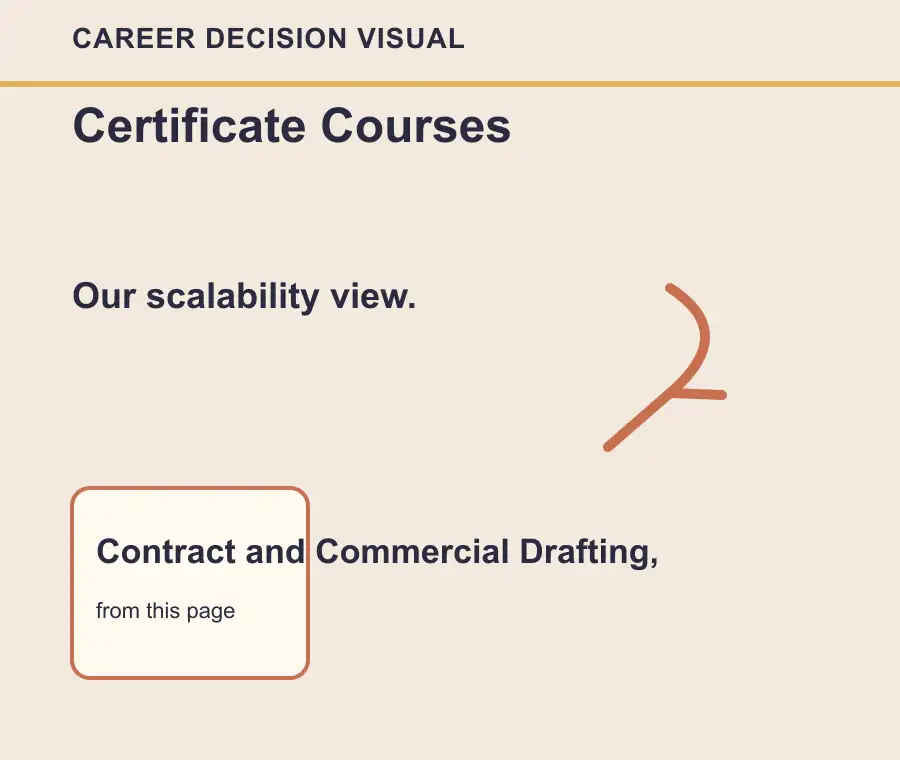 CAREER DECISION VISUAL
Certificate Courses
Our scalability view.
Contract and Commercial Drafting,
from this page